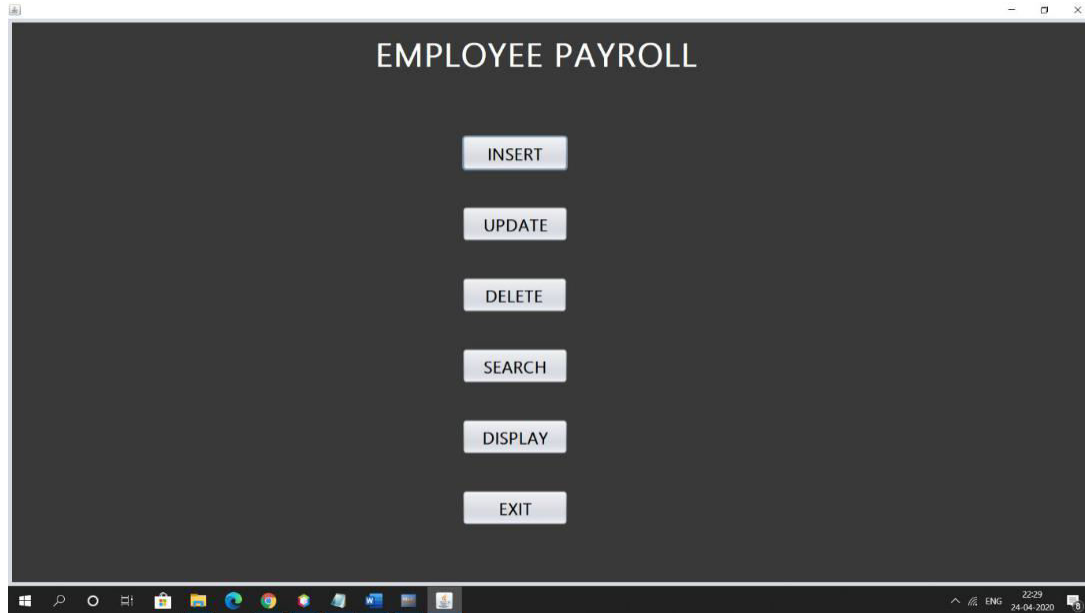 EMPLOYEE PAYROLL
INSERT
UPDATE
DELETE
SEARCH
DISPLAY
EXIT
ENG
22:29
24-04-2020